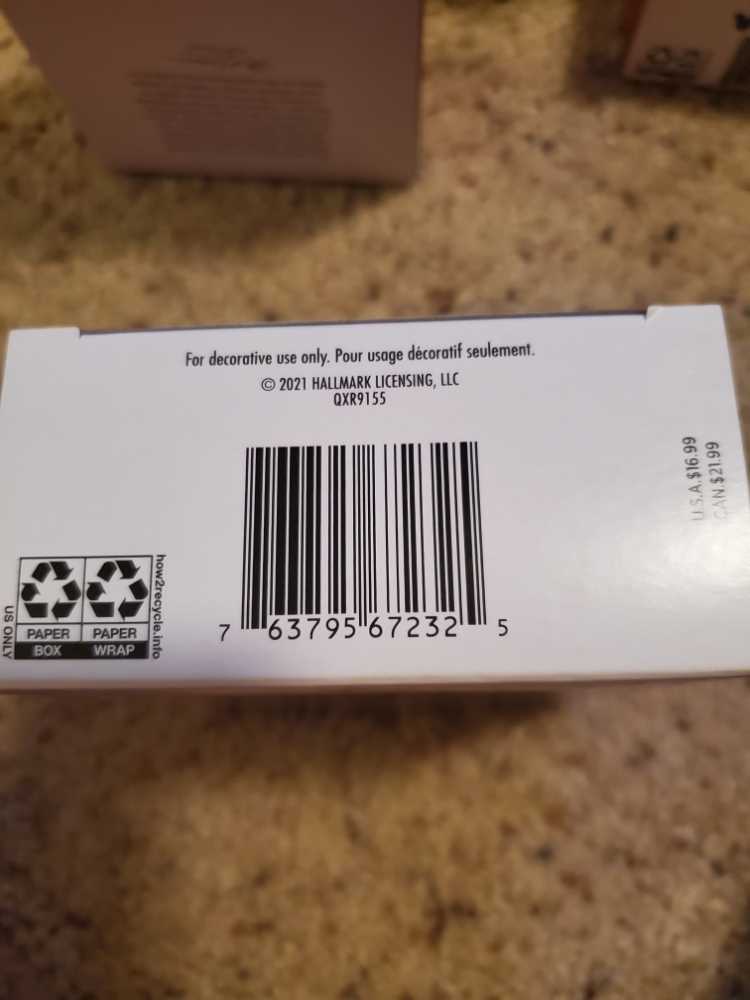 For decorative use only. Pour usage décoratif seulement.
© 2021 HALLMARK LICENSING, LLC
QXR9155
U.S.A.$16.99
CAN.$21.99
how2recycle.info
US ONLY
PAPER PAPER
BOX WRAP
7 63795 67232 5